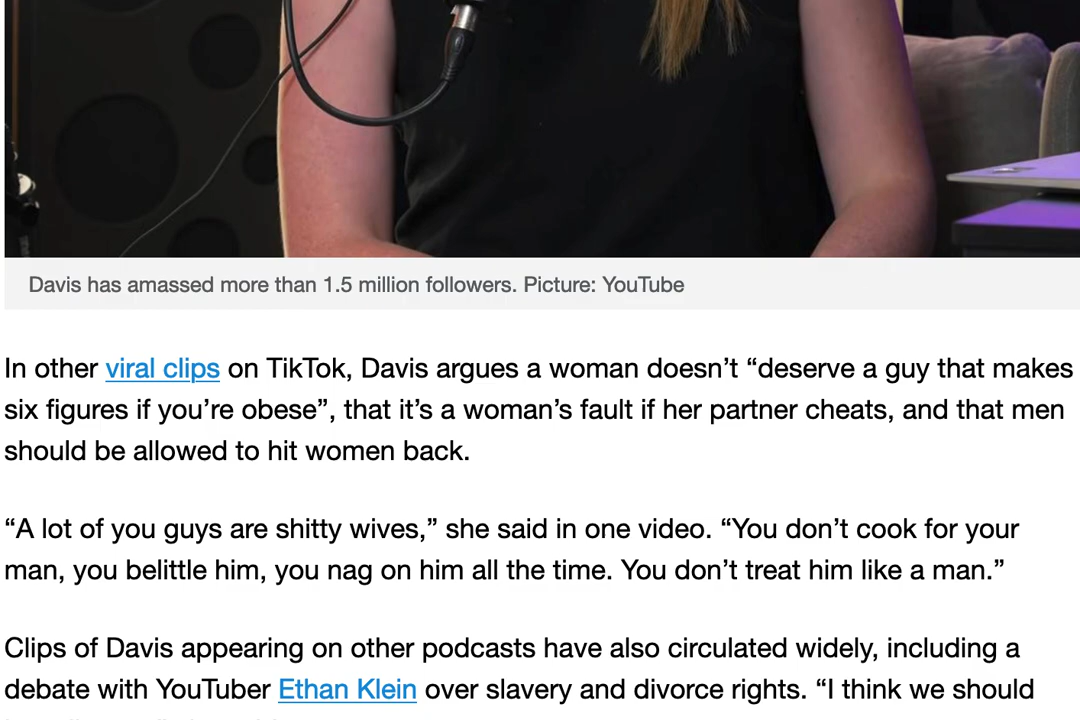 Davis has amassed more than 1.5 million followers. Picture: YouTube
In other viral clips on TikTok, Davis argues a woman doesn’t “deserve a guy that makes
six figures if you’re obese”, that it’s a woman’s fault if her partner cheats, and that men
should be allowed to hit women back.
“A lot of you guys are shitty wives,” she said in one video. “You don’t cook for your
man, you belittle him, you nag on him all the time. You don’t treat him like a man.”
Clips of Davis appearing on other podcasts have also circulated widely, including a
debate with YouTuber Ethan Klein over slavery and divorce rights. “I think we should